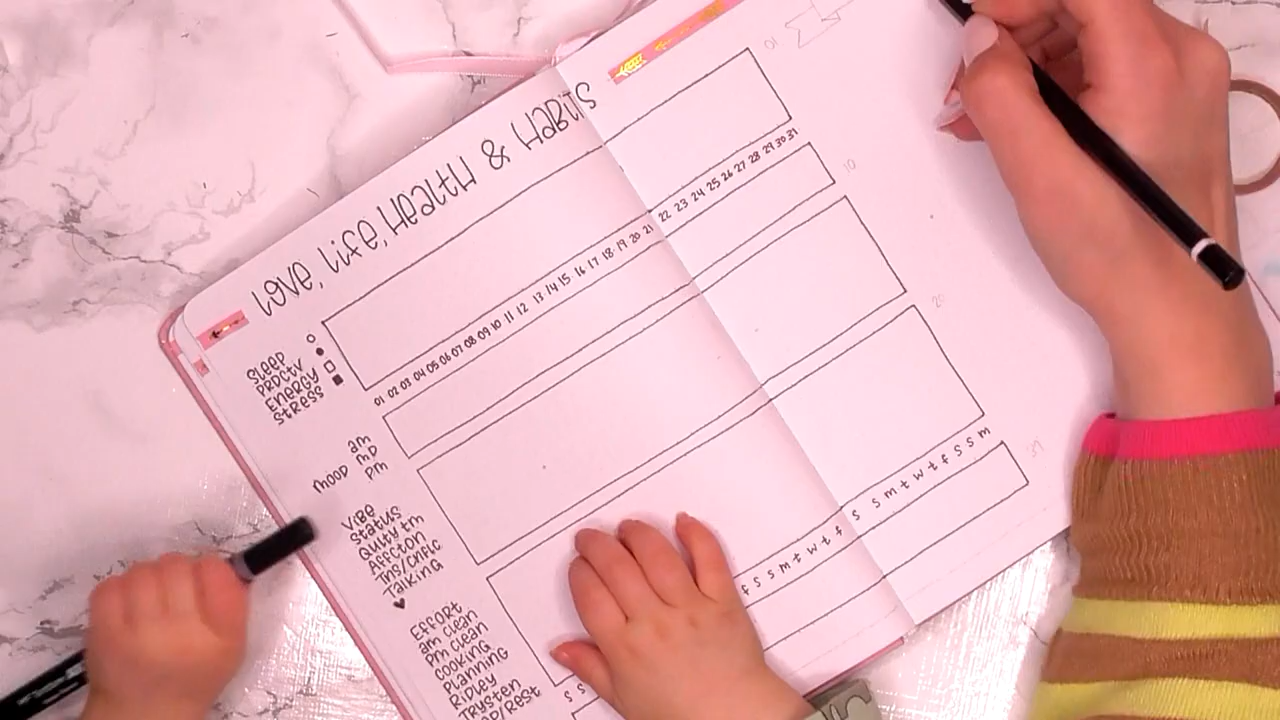 LOVE, Life, HEALTH & HABITS
SLEEP
PRDCTV
ENERGY
STRESS
01 02 03 04 05 06 07 08 09 10 11 12 13 14 15 16 17 18 19 20 21 22 23 24 25 26 27 28 29 30 31
am
MOOD MD
pm
VIBE
Status
Quity tm
Affcton
Talking
EFFORT
am clean
pm clean
cooking
Planning
RIDLEY
TRYSTEN
S S m t w t f S S m t w t f S S m
01
10
20